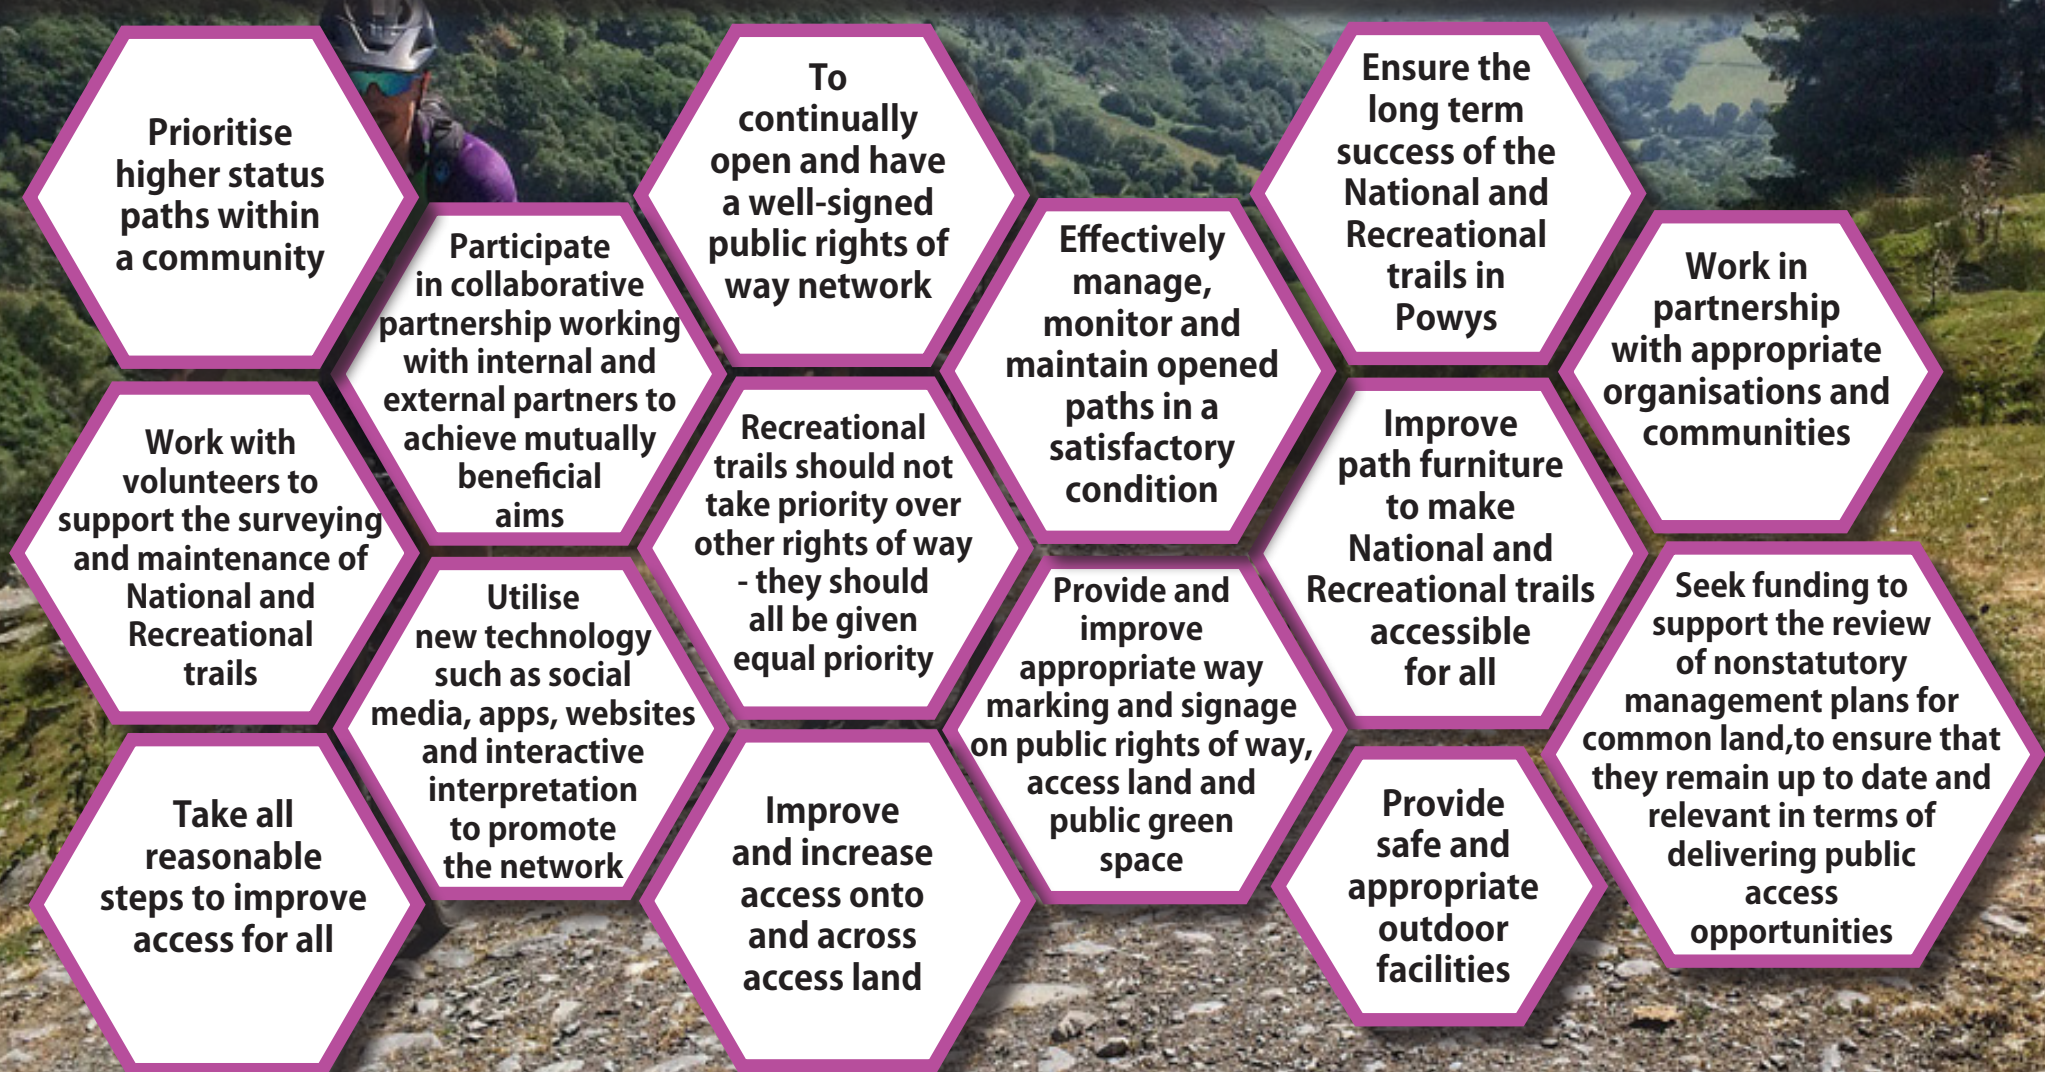 Prioritise
higher status
paths within
a community
Work with
volunteers to
support the surveying
and maintenance of
National and
Recreational
trails
Take all
reasonable
steps to improve
access for all
Participate
in collaborative
partnership working
with internal and
external partners to
achieve mutually
beneficial
aims
Utilise
new technology
such as social
media, apps, websites
and interactive
interpretation
to promote
the network
To
continually
open and have
a well-signed
public rights of
way network
Recreational
trails should not
take priority over
other rights of way
- they should
all be given
equal priority
Improve
and increase
access onto
and across
access land
Effectively
manage,
monitor and
maintain opened
paths in a
satisfactory
condition
Provide and
improve
appropriate way
marking and signage
on public rights of way,
access land and
public green
space
Ensure the
long term
success of the
National and
Recreational
trails in
Powys
Improve
path furniture
to make
National and
Recreational trails
accessible
for all
Provide
safe and
appropriate
outdoor
facilities
Work in
partnership
with appropriate
organisations and
communities
Seek funding to
support the review
of nonstatutory
management plans for
common land,to ensure that
they remain up to date and
relevant in terms of
delivering public
access
opportunities